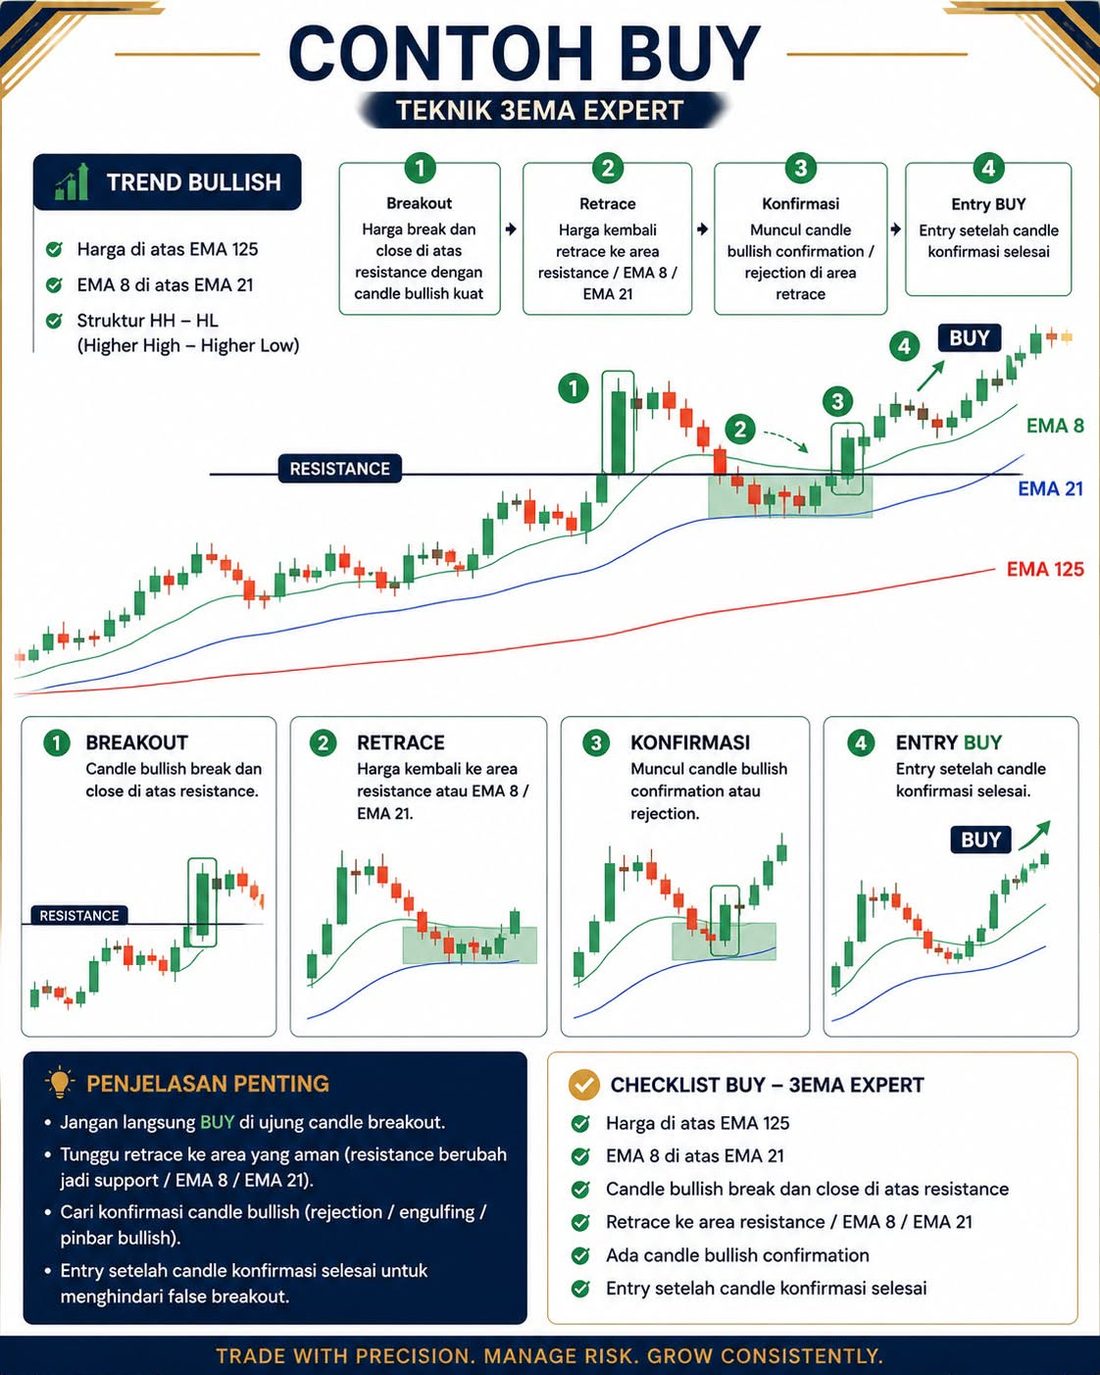 CONTOH BUY
TEKNIK 3EMA EXPERT
TREND BULLISH
Harga di atas EMA 125
EMA 8 di atas EMA 21
Struktur HH – HL
(Higher High – Higher Low)
1
Breakout
Harga break dan
close di atas
resistance dengan
candle bullish kuat
2
Retrace
Harga kembali
retrace ke area
resistance / EMA 8 /
EMA 21
3
Konfirmasi
Muncul candle
bullish confirmation /
rejection di area
retrace
4
Entry BUY
Entry setelah candle
konfirmasi selesai
1
2
3
4
BUY
RESISTANCE
EMA 8
EMA 21
EMA 125
1 BREAKOUT
Candle bullish break dan
close di atas resistance.
RESISTANCE
2 RETRACE
Harga kembali ke area
resistance atau EMA 8 /
EMA 21.
3 KONFIRMASI
Muncul candle bullish
confirmation atau
rejection.
4 ENTRY BUY
Entry setelah candle
konfirmasi selesai.
BUY
PENJELASAN PENTING
• Jangan langsung BUY di ujung candle breakout.
• Tunggu retrace ke area yang aman (resistance berubah
jadi support / EMA 8 / EMA 21).
• Cari konfirmasi candle bullish (rejection / engulfing /
pinbar bullish).
• Entry setelah candle konfirmasi selesai untuk
menghindari false breakout.
CHECKLIST BUY – 3EMA EXPERT
Harga di atas EMA 125
EMA 8 di atas EMA 21
Candle bullish break dan close di atas resistance
Retrace ke area resistance / EMA 8 / EMA 21
Ada candle bullish confirmation
Entry setelah candle konfirmasi selesai
TRADE WITH PRECISION. MANAGE RISK. GROW CONSISTENTLY.